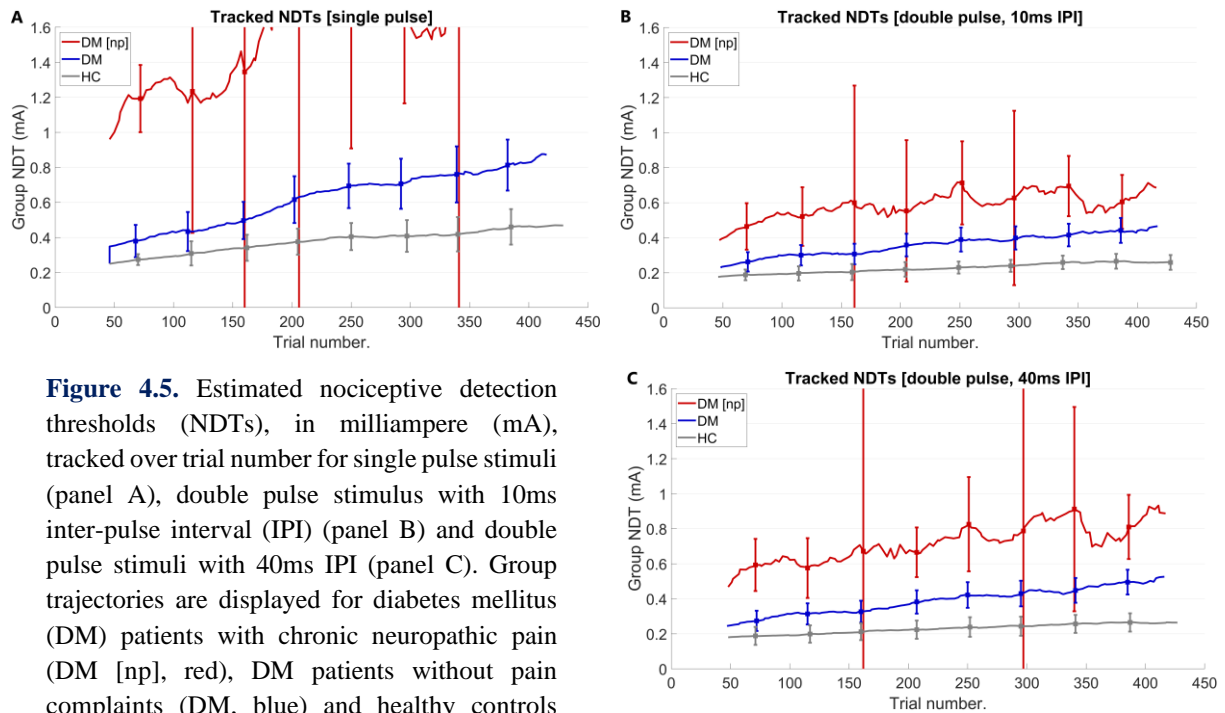 A
Tracked NDTs [single pulse]
1.6
1.4
1.2
1
0.8
0.6
0.4
0.2
0
Group NDT (mA)
DM [np]
DM
HC
0 50 100 150 200 250 300 350 400 450
Trial number.
B
Tracked NDTs [double pulse, 10ms IPI]
1.6
1.4
1.2
1
0.8
0.6
0.4
0.2
0
Group NDT (mA)
DM [np]
DM
HC
0 50 100 150 200 250 300 350 400 450
Trial number.
Figure 4.5. Estimated nociceptive detection
thresholds (NDTs), in milliampere (mA),
tracked over trial number for single pulse stimuli
(panel A), double pulse stimulus with 10ms
inter-pulse interval (IPI) (panel B) and double
pulse stimuli with 40ms IPI (panel C). Group
trajectories are displayed for diabetes mellitus
(DM) patients with chronic neuropathic pain
(DM [np], red), DM patients without pain
complaints (DM, blue) and healthy controls
C
Tracked NDTs [double pulse, 40ms IPI]
1.6
1.4
1.2
1
0.8
0.6
0.4
0.2
0
Group NDT (mA)
DM [np]
DM
HC
0 50 100 150 200 250 300 350 400 450
Trial number.